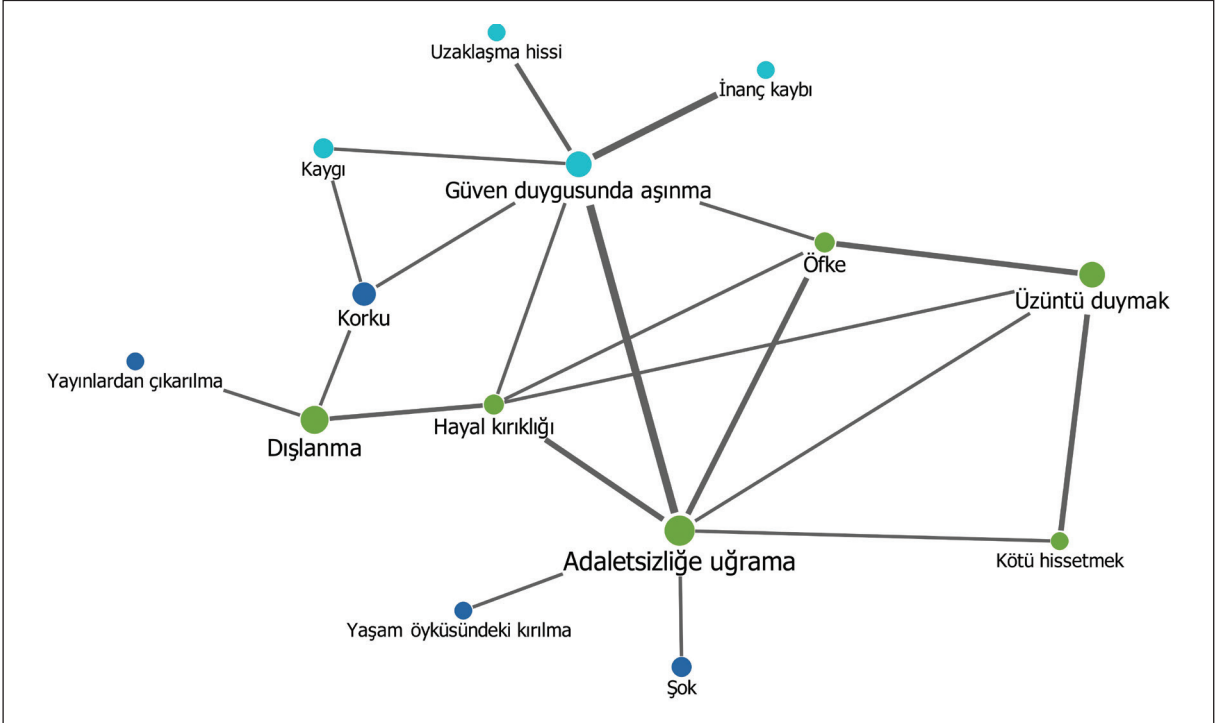 Uzaklaşma hissi
İnanç kaybı
Kaygı
Güven duygusunda aşınma
Öfke
Üzüntü duymak
Korku
Yayınlardan çıkarılma
Hayal kırıklığı
Dışlanma
Adaletsizliğe uğrama
Kötü hissetmek
Yaşam öyküsündeki kırılma
Şok